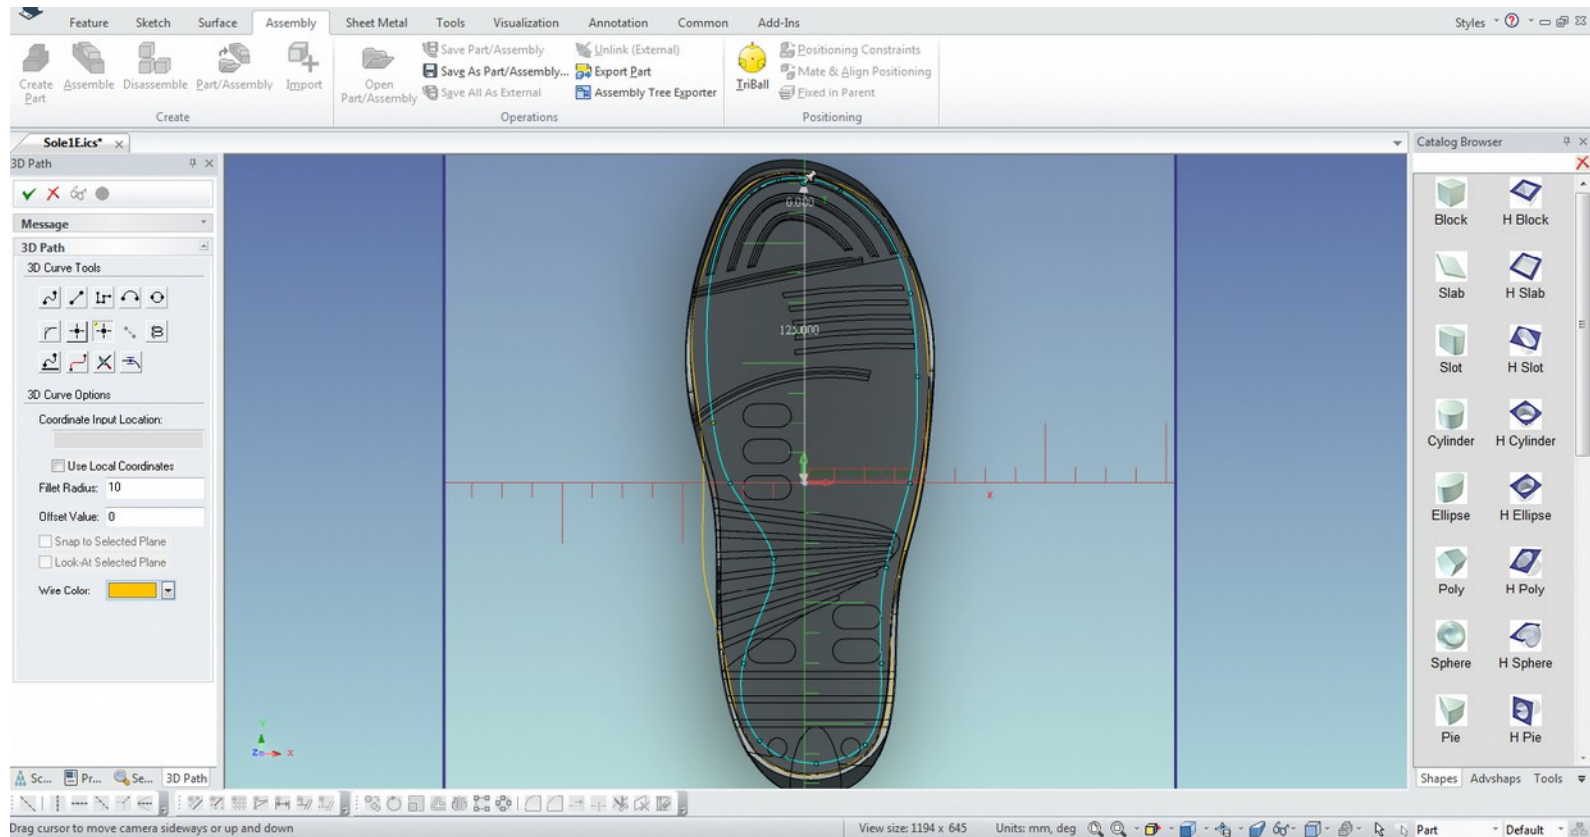 Feature Sketch Surface Assembly Sheet Metal Tools Visualization Annotation Common Add-Ins Styles
Save Part/Assembly Unlink (External) Positioning Constraints
Save As Part/Assembly... Export Part Mate & Align Positioning
Save All As External Assembly Tree Exporter Fixed in Parent
Create Part Assemble Disassemble Part/Assembly Import
Open Part/Assembly
TriBall
Create Operations Positioning
Sole1E.ics*
3D Path
Message
3D Path
3D Curve Tools
3D Curve Options
Coordinate Input Location:
Use Local Coordinates
Fillet Radius: 10
Offset Value: 0
Snap to Selected Plane
Look-At Selected Plane
Wire Color:
0.000
125.000
x
Y
Z X
Catalog Browser
Block H Block
Slab H Slab
Slot H Slot
Cylinder H Cylinder
Ellipse H Ellipse
Poly H Poly
Sphere H Sphere
Pie H Pie
Sc... Pr... Se... 3D Path
Shapes Advshaps Tools
Drag cursor to move camera sideways or up and down
View size: 1194 x 645 Units: mm, deg Part Default